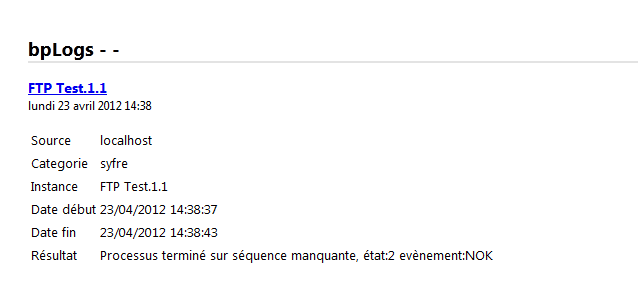 bpLogs - -
FTP Test.1.1
lundi 23 avril 2012 14:38
Source localhost
Categorie syfre
Instance FTP Test.1.1
Date début 23/04/2012 14:38:37
Date fin 23/04/2012 14:38:43
Résultat Processus terminé sur séquence manquante, état:2 evènement:NOK